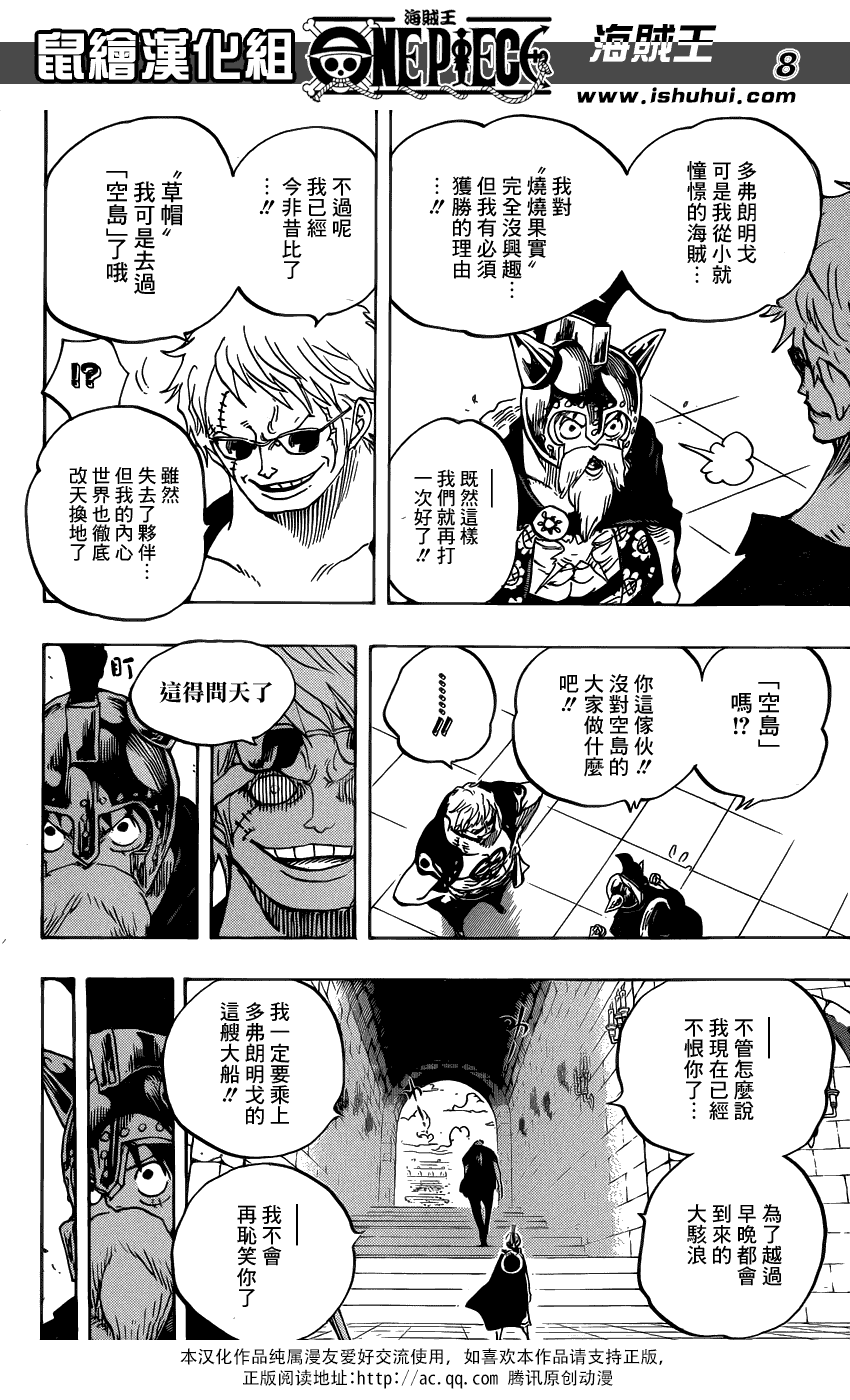 鼠繪漢化組
海賊王
ONE PIECE
海賊王
8
www.ishuhui.com
多弗朗明戈
可是我從小就
憧憬的海賊…
我對
“燒燒果實”
完全沒興趣…
但我有必須
獲勝的理由
…!!
既然這樣
我們就再打
一次好了!!
不過呢
我已經
今非昔比了
…!!
“草帽”
我可是去過
「空島」了哦
!?
雖然
失去了夥伴…
但我的內心
世界也徹底
改天換地了
「空島」
嗎!?
你這傢伙!!
沒對空島的
大家做什麼
吧!!
………!!
這得問天了
盯
——
不管怎麼說
我現在已經
不恨你了…
為了越過
早晚都會
到來的
大駭浪
我一定要乘上
多弗朗明戈的
這艘大船!!
——
我不會
再恥笑你了
本汉化作品纯属漫友爱好交流使用，如喜欢本作品请支持正版，
正版阅读地址:http://ac.qq.com 腾讯原创动漫